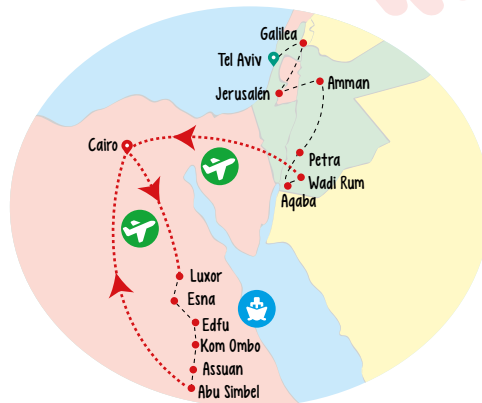 Galilea
Tel Aviv
Jerusalén
Amman
Cairo
Petra
Wadi Rum
Aqaba
Luxor
Esna
Edfu
Kom Ombo
Assuan
Abu Simbel